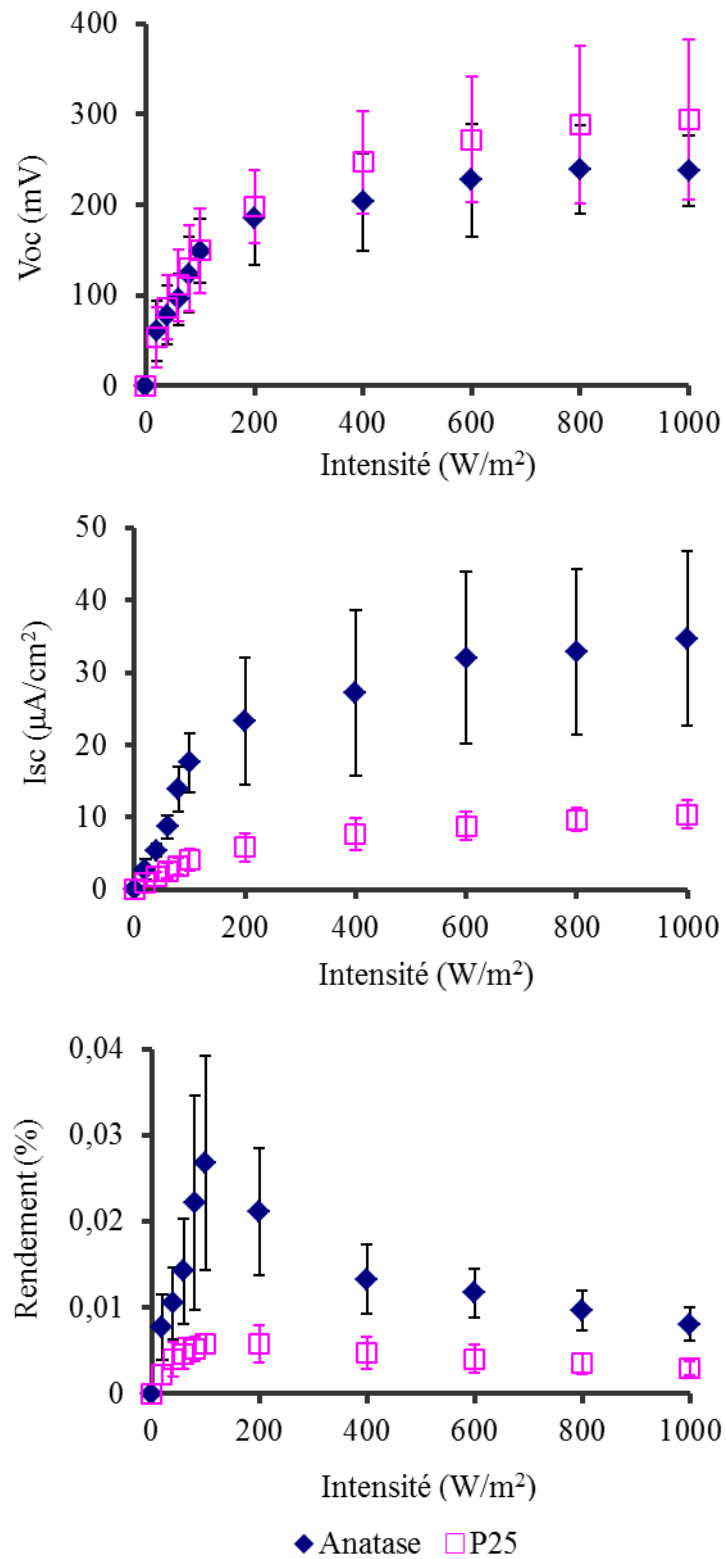 400
300
200
100
0
Voc (mV)
0 200 400 600 800 1000
Intensité (W/m²)
50
40
30
20
10
0
Isc (µA/cm²)
0 200 400 600 800 1000
Intensité (W/m²)
0,04
0,03
0,02
0,01
0
Rendement (%)
0 200 400 600 800 1000
Intensité (W/m²)
Anatase P25